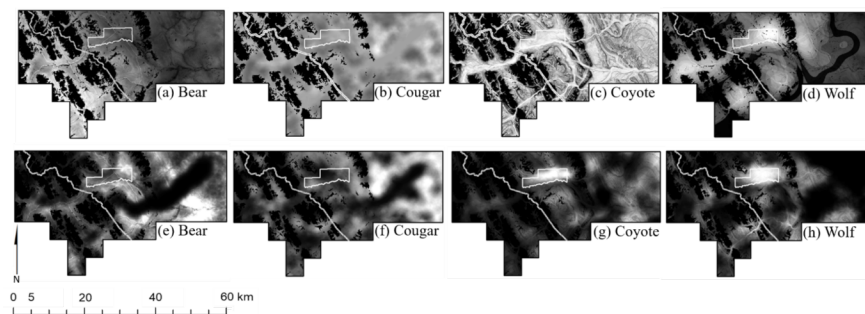 (a) Bear
(b) Cougar
(c) Coyote
(d) Wolf
(e) Bear
(f) Cougar
(g) Coyote
(h) Wolf
N
0 5 20 40 60 km